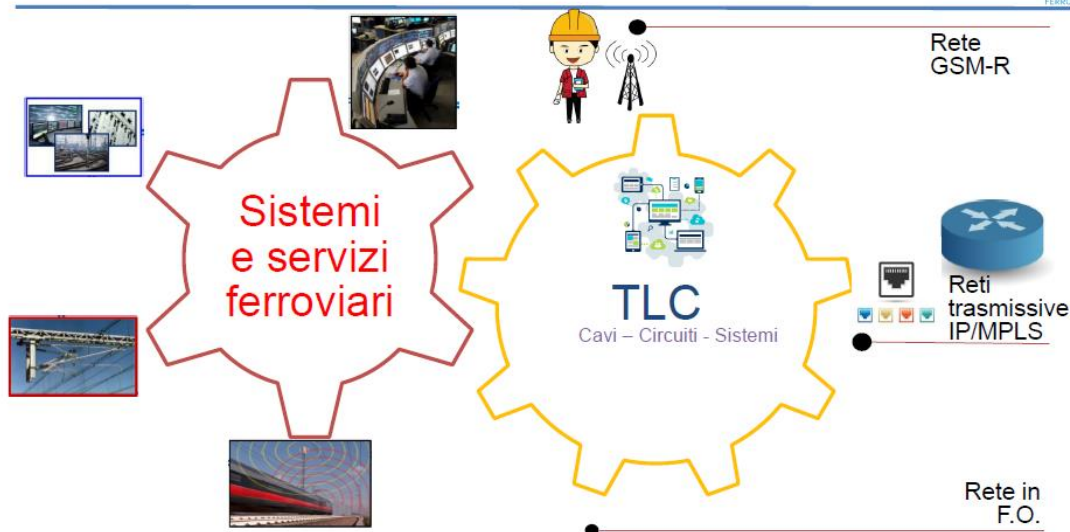 Rete
GSM-R
Sistemi
e servizi
ferroviari
TLC
Cavi – Circuiti - Sistemi
Reti
trasmissive
IP/MPLS
Rete in
F.O.